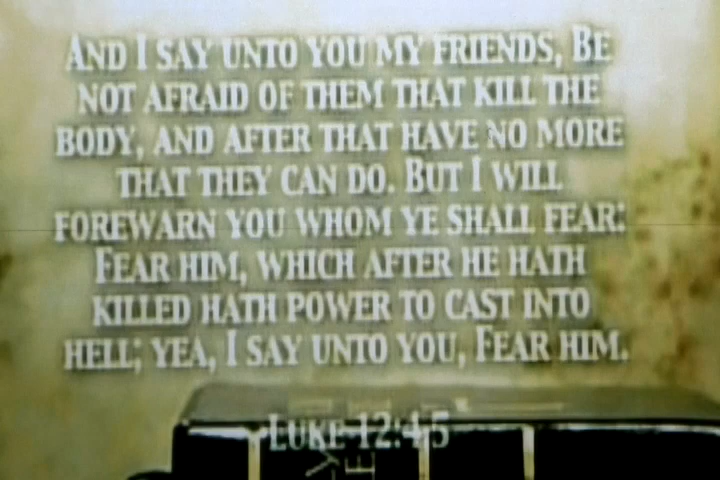 And I say unto you my friends, Be
not afraid of them that kill the
body, and after that have no more
that they can do. But I will
forewarn you whom ye shall fear:
Fear him, which after he hath
killed hath power to cast into
hell; yea, I say unto you, Fear him.
Luke 12:4,5